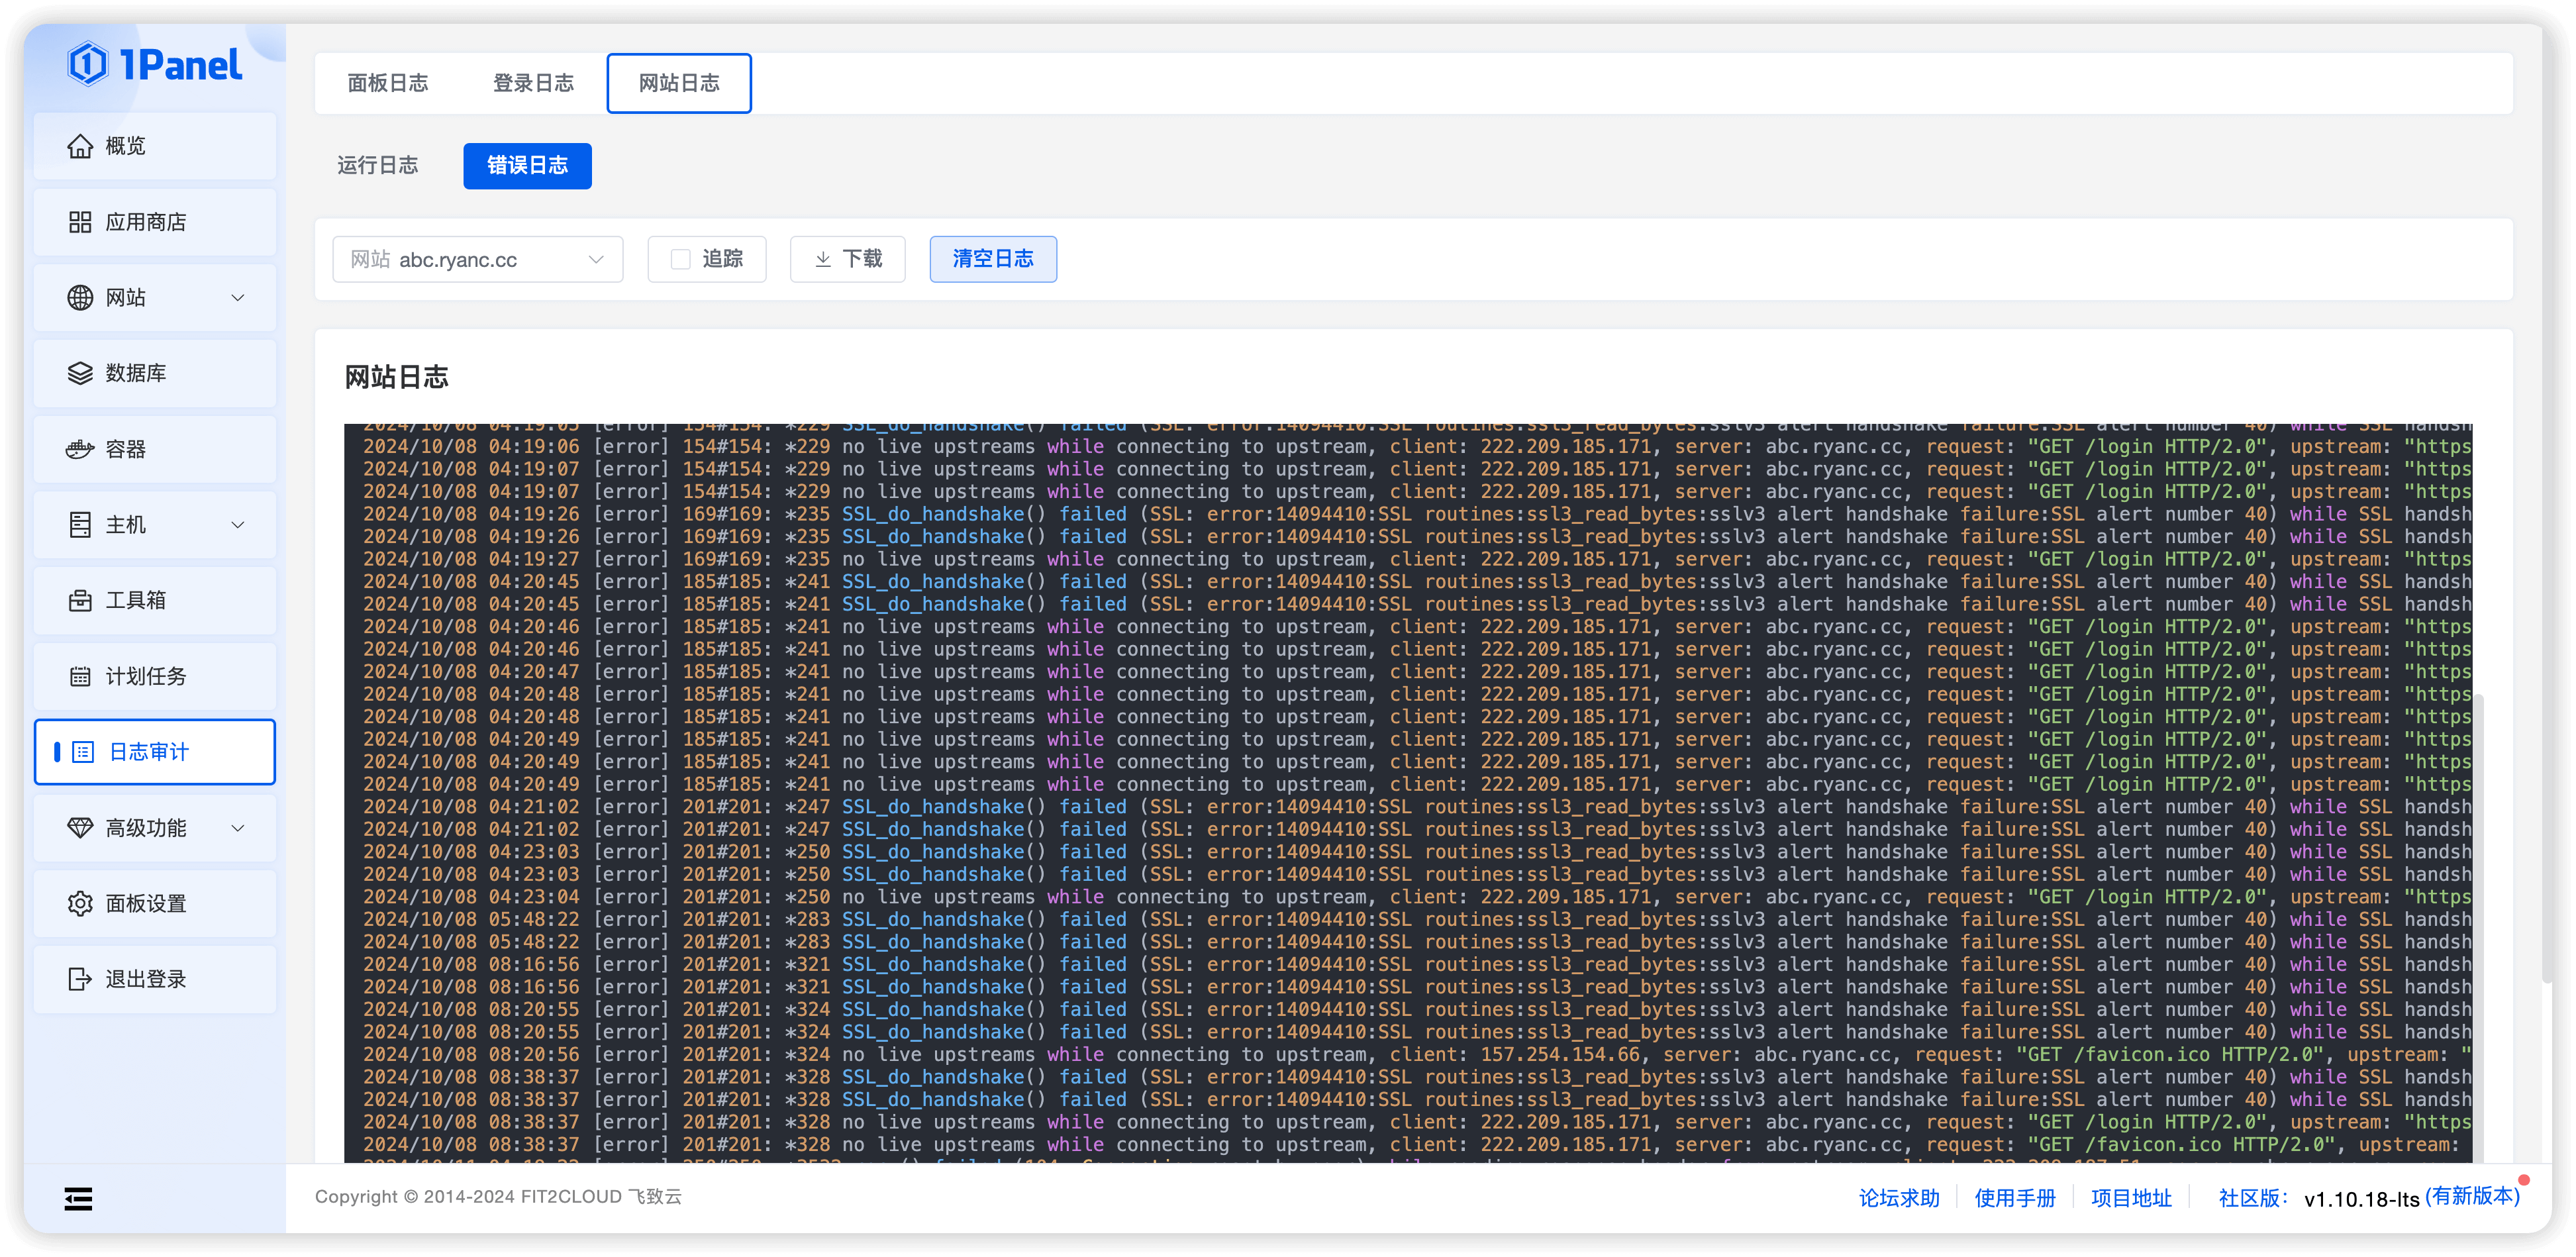 1Panel
面板日志 登录日志 网站日志
概览
运行日志 错误日志
应用商店
网站 abc.ryanc.cc 追踪 下载 清空日志
网站
数据库
网站日志
容器
主机
工具箱
计划任务
日志审计
高级功能
面板设置
退出登录
2024/10/08 04:19:05 [error] 154#154: *229 SSL_do_handshake() failed (SSL: error:14094410:SSL routines:ssl3_read_bytes:sslv3 alert handshake failure:SSL alert number 40) while SSL handsh
2024/10/08 04:19:06 [error] 154#154: *229 no live upstreams while connecting to upstream, client: 222.209.185.171, server: abc.ryanc.cc, request: "GET /login HTTP/2.0", upstream: "https
2024/10/08 04:19:07 [error] 154#154: *229 no live upstreams while connecting to upstream, client: 222.209.185.171, server: abc.ryanc.cc, request: "GET /login HTTP/2.0", upstream: "https
2024/10/08 04:19:07 [error] 154#154: *229 no live upstreams while connecting to upstream, client: 222.209.185.171, server: abc.ryanc.cc, request: "GET /login HTTP/2.0", upstream: "https
2024/10/08 04:19:26 [error] 169#169: *235 SSL_do_handshake() failed (SSL: error:14094410:SSL routines:ssl3_read_bytes:sslv3 alert handshake failure:SSL alert number 40) while SSL handsh
2024/10/08 04:19:26 [error] 169#169: *235 SSL_do_handshake() failed (SSL: error:14094410:SSL routines:ssl3_read_bytes:sslv3 alert handshake failure:SSL alert number 40) while SSL handsh
2024/10/08 04:19:27 [error] 169#169: *235 no live upstreams while connecting to upstream, client: 222.209.185.171, server: abc.ryanc.cc, request: "GET /login HTTP/2.0", upstream: "https
2024/10/08 04:20:45 [error] 185#185: *241 SSL_do_handshake() failed (SSL: error:14094410:SSL routines:ssl3_read_bytes:sslv3 alert handshake failure:SSL alert number 40) while SSL handsh
2024/10/08 04:20:45 [error] 185#185: *241 SSL_do_handshake() failed (SSL: error:14094410:SSL routines:ssl3_read_bytes:sslv3 alert handshake failure:SSL alert number 40) while SSL handsh
2024/10/08 04:20:46 [error] 185#185: *241 no live upstreams while connecting to upstream, client: 222.209.185.171, server: abc.ryanc.cc, request: "GET /login HTTP/2.0", upstream: "https
2024/10/08 04:20:46 [error] 185#185: *241 no live upstreams while connecting to upstream, client: 222.209.185.171, server: abc.ryanc.cc, request: "GET /login HTTP/2.0", upstream: "https
2024/10/08 04:20:47 [error] 185#185: *241 no live upstreams while connecting to upstream, client: 222.209.185.171, server: abc.ryanc.cc, request: "GET /login HTTP/2.0", upstream: "https
2024/10/08 04:20:48 [error] 185#185: *241 no live upstreams while connecting to upstream, client: 222.209.185.171, server: abc.ryanc.cc, request: "GET /login HTTP/2.0", upstream: "https
2024/10/08 04:20:48 [error] 185#185: *241 no live upstreams while connecting to upstream, client: 222.209.185.171, server: abc.ryanc.cc, request: "GET /login HTTP/2.0", upstream: "https
2024/10/08 04:20:49 [error] 185#185: *241 no live upstreams while connecting to upstream, client: 222.209.185.171, server: abc.ryanc.cc, request: "GET /login HTTP/2.0", upstream: "https
2024/10/08 04:20:49 [error] 185#185: *241 no live upstreams while connecting to upstream, client: 222.209.185.171, server: abc.ryanc.cc, request: "GET /login HTTP/2.0", upstream: "https
2024/10/08 04:20:49 [error] 185#185: *241 no live upstreams while connecting to upstream, client: 222.209.185.171, server: abc.ryanc.cc, request: "GET /login HTTP/2.0", upstream: "https
2024/10/08 04:21:02 [error] 201#201: *247 SSL_do_handshake() failed (SSL: error:14094410:SSL routines:ssl3_read_bytes:sslv3 alert handshake failure:SSL alert number 40) while SSL handsh
2024/10/08 04:21:02 [error] 201#201: *247 SSL_do_handshake() failed (SSL: error:14094410:SSL routines:ssl3_read_bytes:sslv3 alert handshake failure:SSL alert number 40) while SSL handsh
2024/10/08 04:23:03 [error] 201#201: *250 SSL_do_handshake() failed (SSL: error:14094410:SSL routines:ssl3_read_bytes:sslv3 alert handshake failure:SSL alert number 40) while SSL handsh
2024/10/08 04:23:03 [error] 201#201: *250 SSL_do_handshake() failed (SSL: error:14094410:SSL routines:ssl3_read_bytes:sslv3 alert handshake failure:SSL alert number 40) while SSL handsh
2024/10/08 04:23:04 [error] 201#201: *250 no live upstreams while connecting to upstream, client: 222.209.185.171, server: abc.ryanc.cc, request: "GET /login HTTP/2.0", upstream: "https
2024/10/08 05:48:22 [error] 201#201: *283 SSL_do_handshake() failed (SSL: error:14094410:SSL routines:ssl3_read_bytes:sslv3 alert handshake failure:SSL alert number 40) while SSL handsh
2024/10/08 05:48:22 [error] 201#201: *283 SSL_do_handshake() failed (SSL: error:14094410:SSL routines:ssl3_read_bytes:sslv3 alert handshake failure:SSL alert number 40) while SSL handsh
2024/10/08 08:16:56 [error] 201#201: *321 SSL_do_handshake() failed (SSL: error:14094410:SSL routines:ssl3_read_bytes:sslv3 alert handshake failure:SSL alert number 40) while SSL handsh
2024/10/08 08:16:56 [error] 201#201: *321 SSL_do_handshake() failed (SSL: error:14094410:SSL routines:ssl3_read_bytes:sslv3 alert handshake failure:SSL alert number 40) while SSL handsh
2024/10/08 08:20:55 [error] 201#201: *324 SSL_do_handshake() failed (SSL: error:14094410:SSL routines:ssl3_read_bytes:sslv3 alert handshake failure:SSL alert number 40) while SSL handsh
2024/10/08 08:20:55 [error] 201#201: *324 SSL_do_handshake() failed (SSL: error:14094410:SSL routines:ssl3_read_bytes:sslv3 alert handshake failure:SSL alert number 40) while SSL handsh
2024/10/08 08:20:56 [error] 201#201: *324 no live upstreams while connecting to upstream, client: 157.254.154.66, server: abc.ryanc.cc, request: "GET /favicon.ico HTTP/2.0", upstream: "
2024/10/08 08:38:37 [error] 201#201: *328 SSL_do_handshake() failed (SSL: error:14094410:SSL routines:ssl3_read_bytes:sslv3 alert handshake failure:SSL alert number 40) while SSL handsh
2024/10/08 08:38:37 [error] 201#201: *328 SSL_do_handshake() failed (SSL: error:14094410:SSL routines:ssl3_read_bytes:sslv3 alert handshake failure:SSL alert number 40) while SSL handsh
2024/10/08 08:38:37 [error] 201#201: *328 no live upstreams while connecting to upstream, client: 222.209.185.171, server: abc.ryanc.cc, request: "GET /login HTTP/2.0", upstream: "https
2024/10/08 08:38:37 [error] 201#201: *328 no live upstreams while connecting to upstream, client: 222.209.185.171, server: abc.ryanc.cc, request: "GET /favicon.ico HTTP/2.0", upstream:
Copyright © 2014-2024 FIT2CLOUD 飞致云 论坛求助 使用手册 项目地址 社区版: v1.10.18-lts (有新版本)